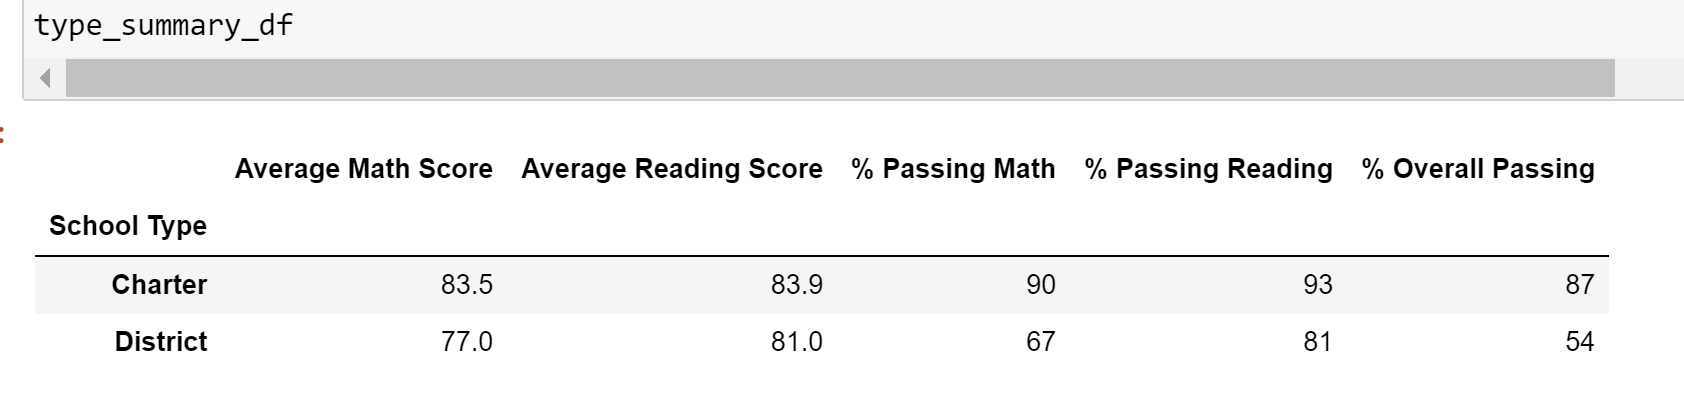 type_summary_df
:
Average Math Score Average Reading Score % Passing Math % Passing Reading % Overall Passing
School Type
Charter 83.5 83.9 90 93 87
District 77.0 81.0 67 81 54